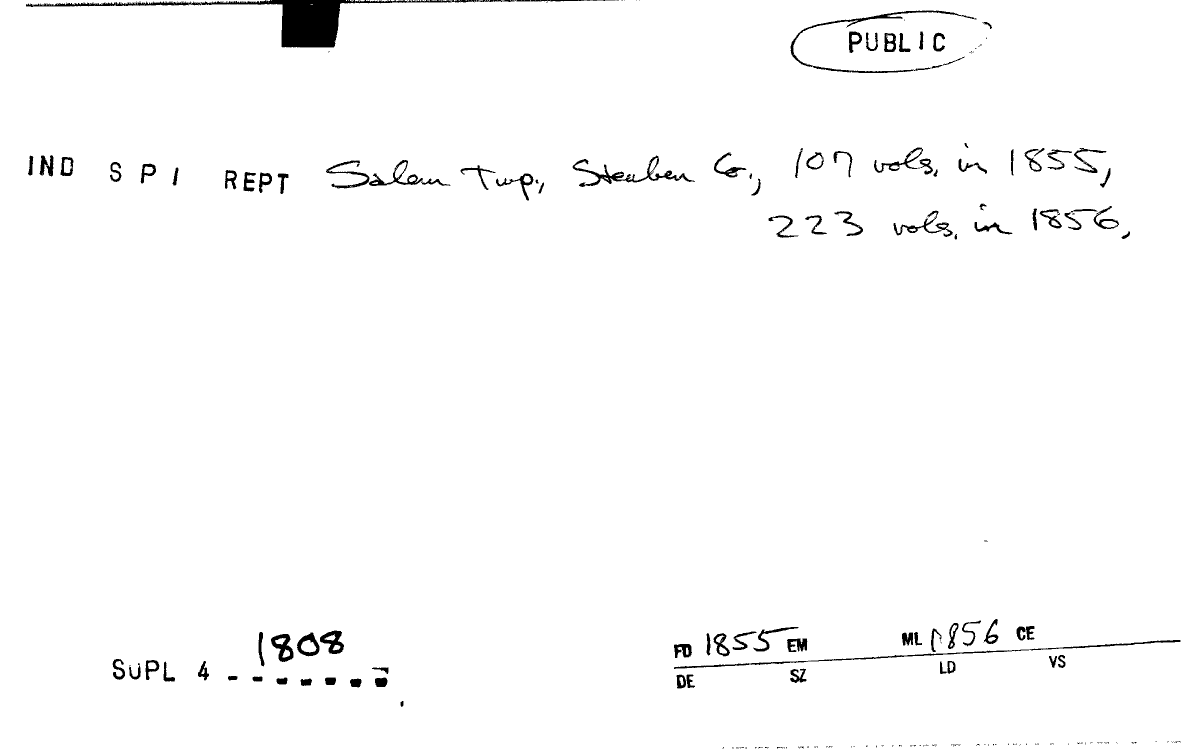 PUBLIC
IND S P I REPT Salem Twp., Steuben Co., 107 vols. in 1855,
223 vols. in 1856,
1808
SUPL 4 - - - - - - -
FD 1855 EM ML 1856 CE
DE SZ LD VS